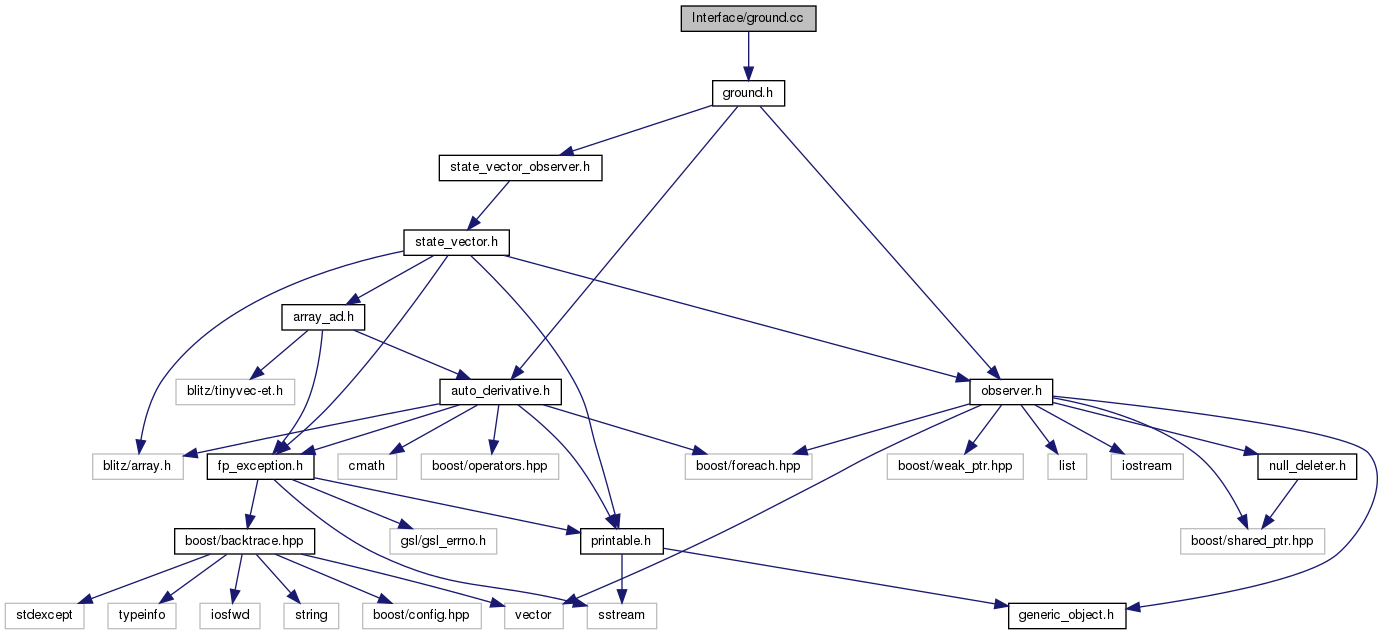 Interface/ground.cc
ground.h
state_vector_observer.h
state_vector.h
array_ad.h
blitz/tinyvec-et.h
auto_derivative.h
observer.h
blitz/array.h
fp_exception.h
cmath
boost/operators.hpp
boost/foreach.hpp
boost/weak_ptr.hpp
list
iostream
null_deleter.h
boost/backtrace.hpp
gsl/gsl_errno.h
printable.h
boost/shared_ptr.hpp
stdexcept
typeinfo
iosfwd
string
boost/config.hpp
vector
sstream
generic_object.h